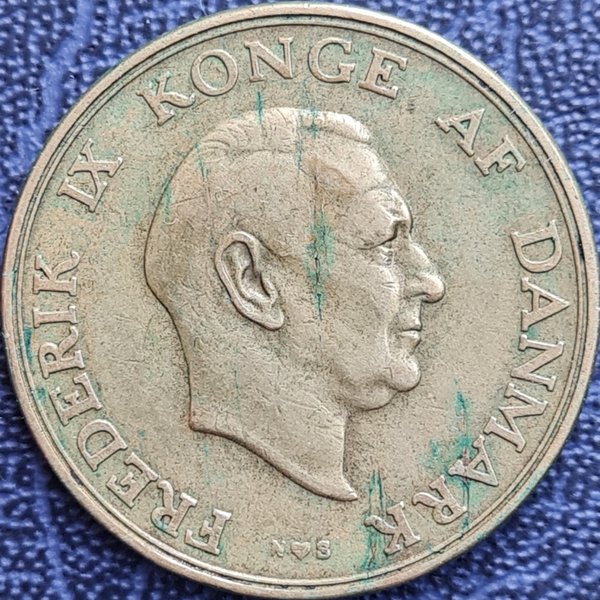 FREDERIK IX KONGE AF DANMARK
N♥S